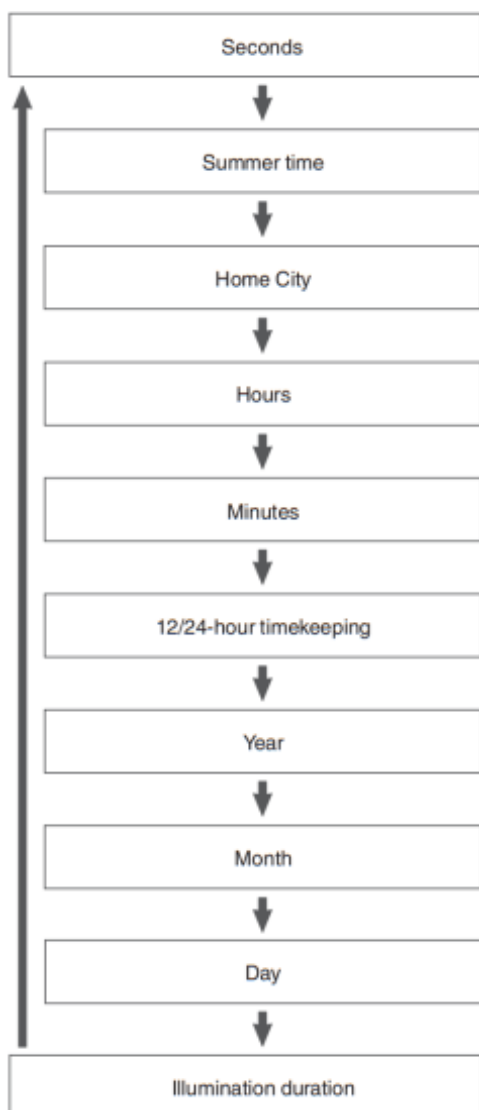 Seconds
Summer time
Home City
Hours
Minutes
12/24-hour timekeeping
Year
Month
Day
Illumination duration